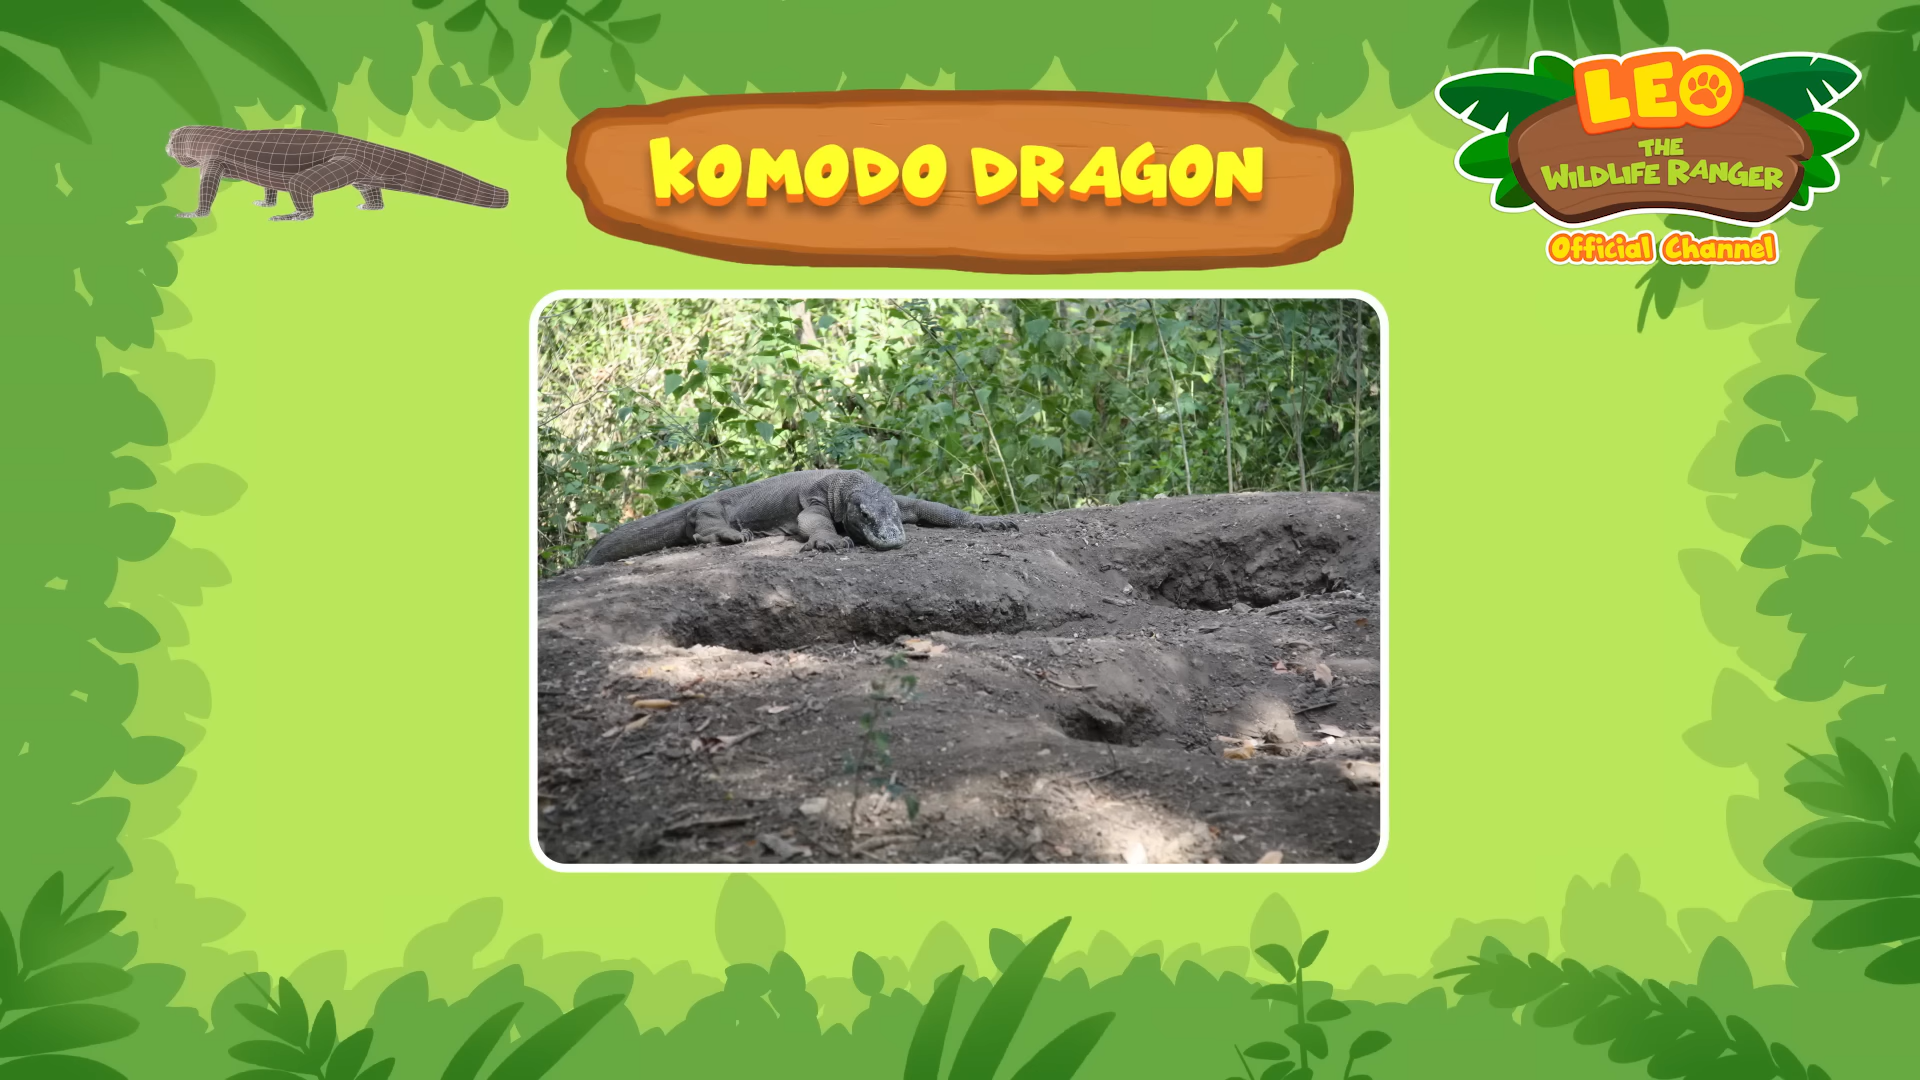 KOMODO DRAGON
LEO
THE
WILDLIFE RANGER
Official Channel